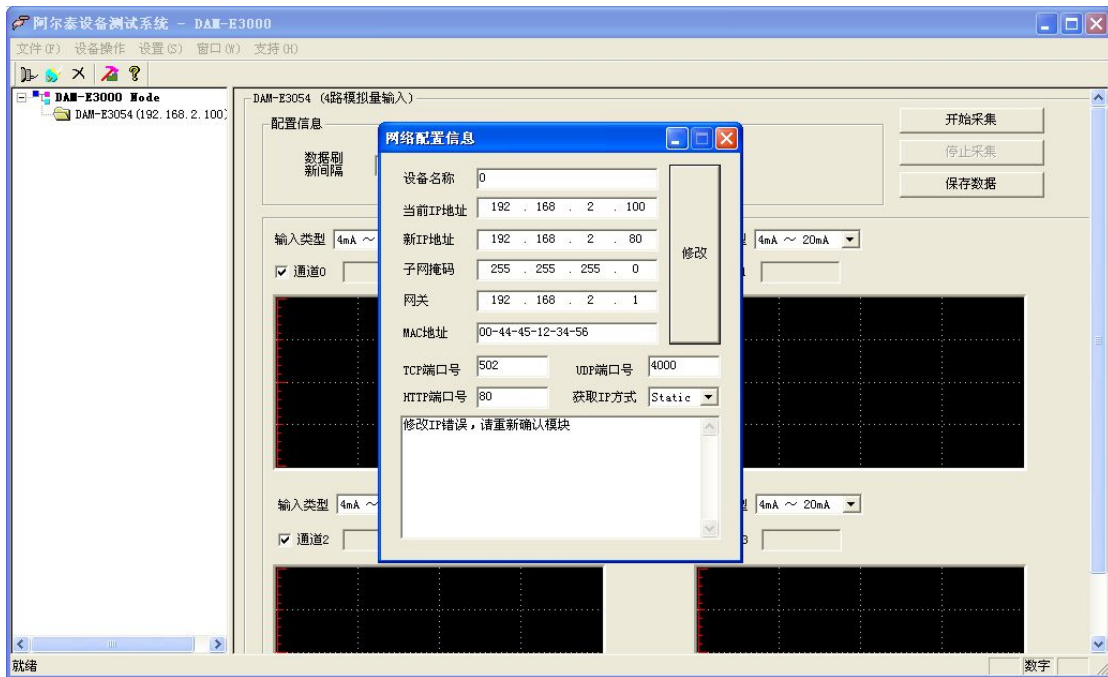 阿尔泰设备测试系统 - DAM-E3000
文件(F) 设备操作 设置(S) 窗口(W) 支持(H)
DAM-E3000 Node
DAM-E3054(192.168.2.100)
DAM-E3054 (4路模拟量输入)
配置信息
数据刷
新间隔
开始采集
停止采集
保存数据
网络配置信息
设备名称 0
当前IP地址 192 . 168 . 2 . 100
新IP地址 192 . 168 . 2 . 80
子网掩码 255 . 255 . 255 . 0
网关 192 . 168 . 2 . 1
MAC地址 00-44-45-12-34-56
修改
TCP端口号 502 UDP端口号 4000
HTTP端口号 80 获取IP方式 Static
修改IP错误,请重新确认模块
输入类型 4mA ～ 4mA ～ 20mA
通道0
输入类型 4mA ～ 4mA ～ 20mA
通道2 3
就绪 数字